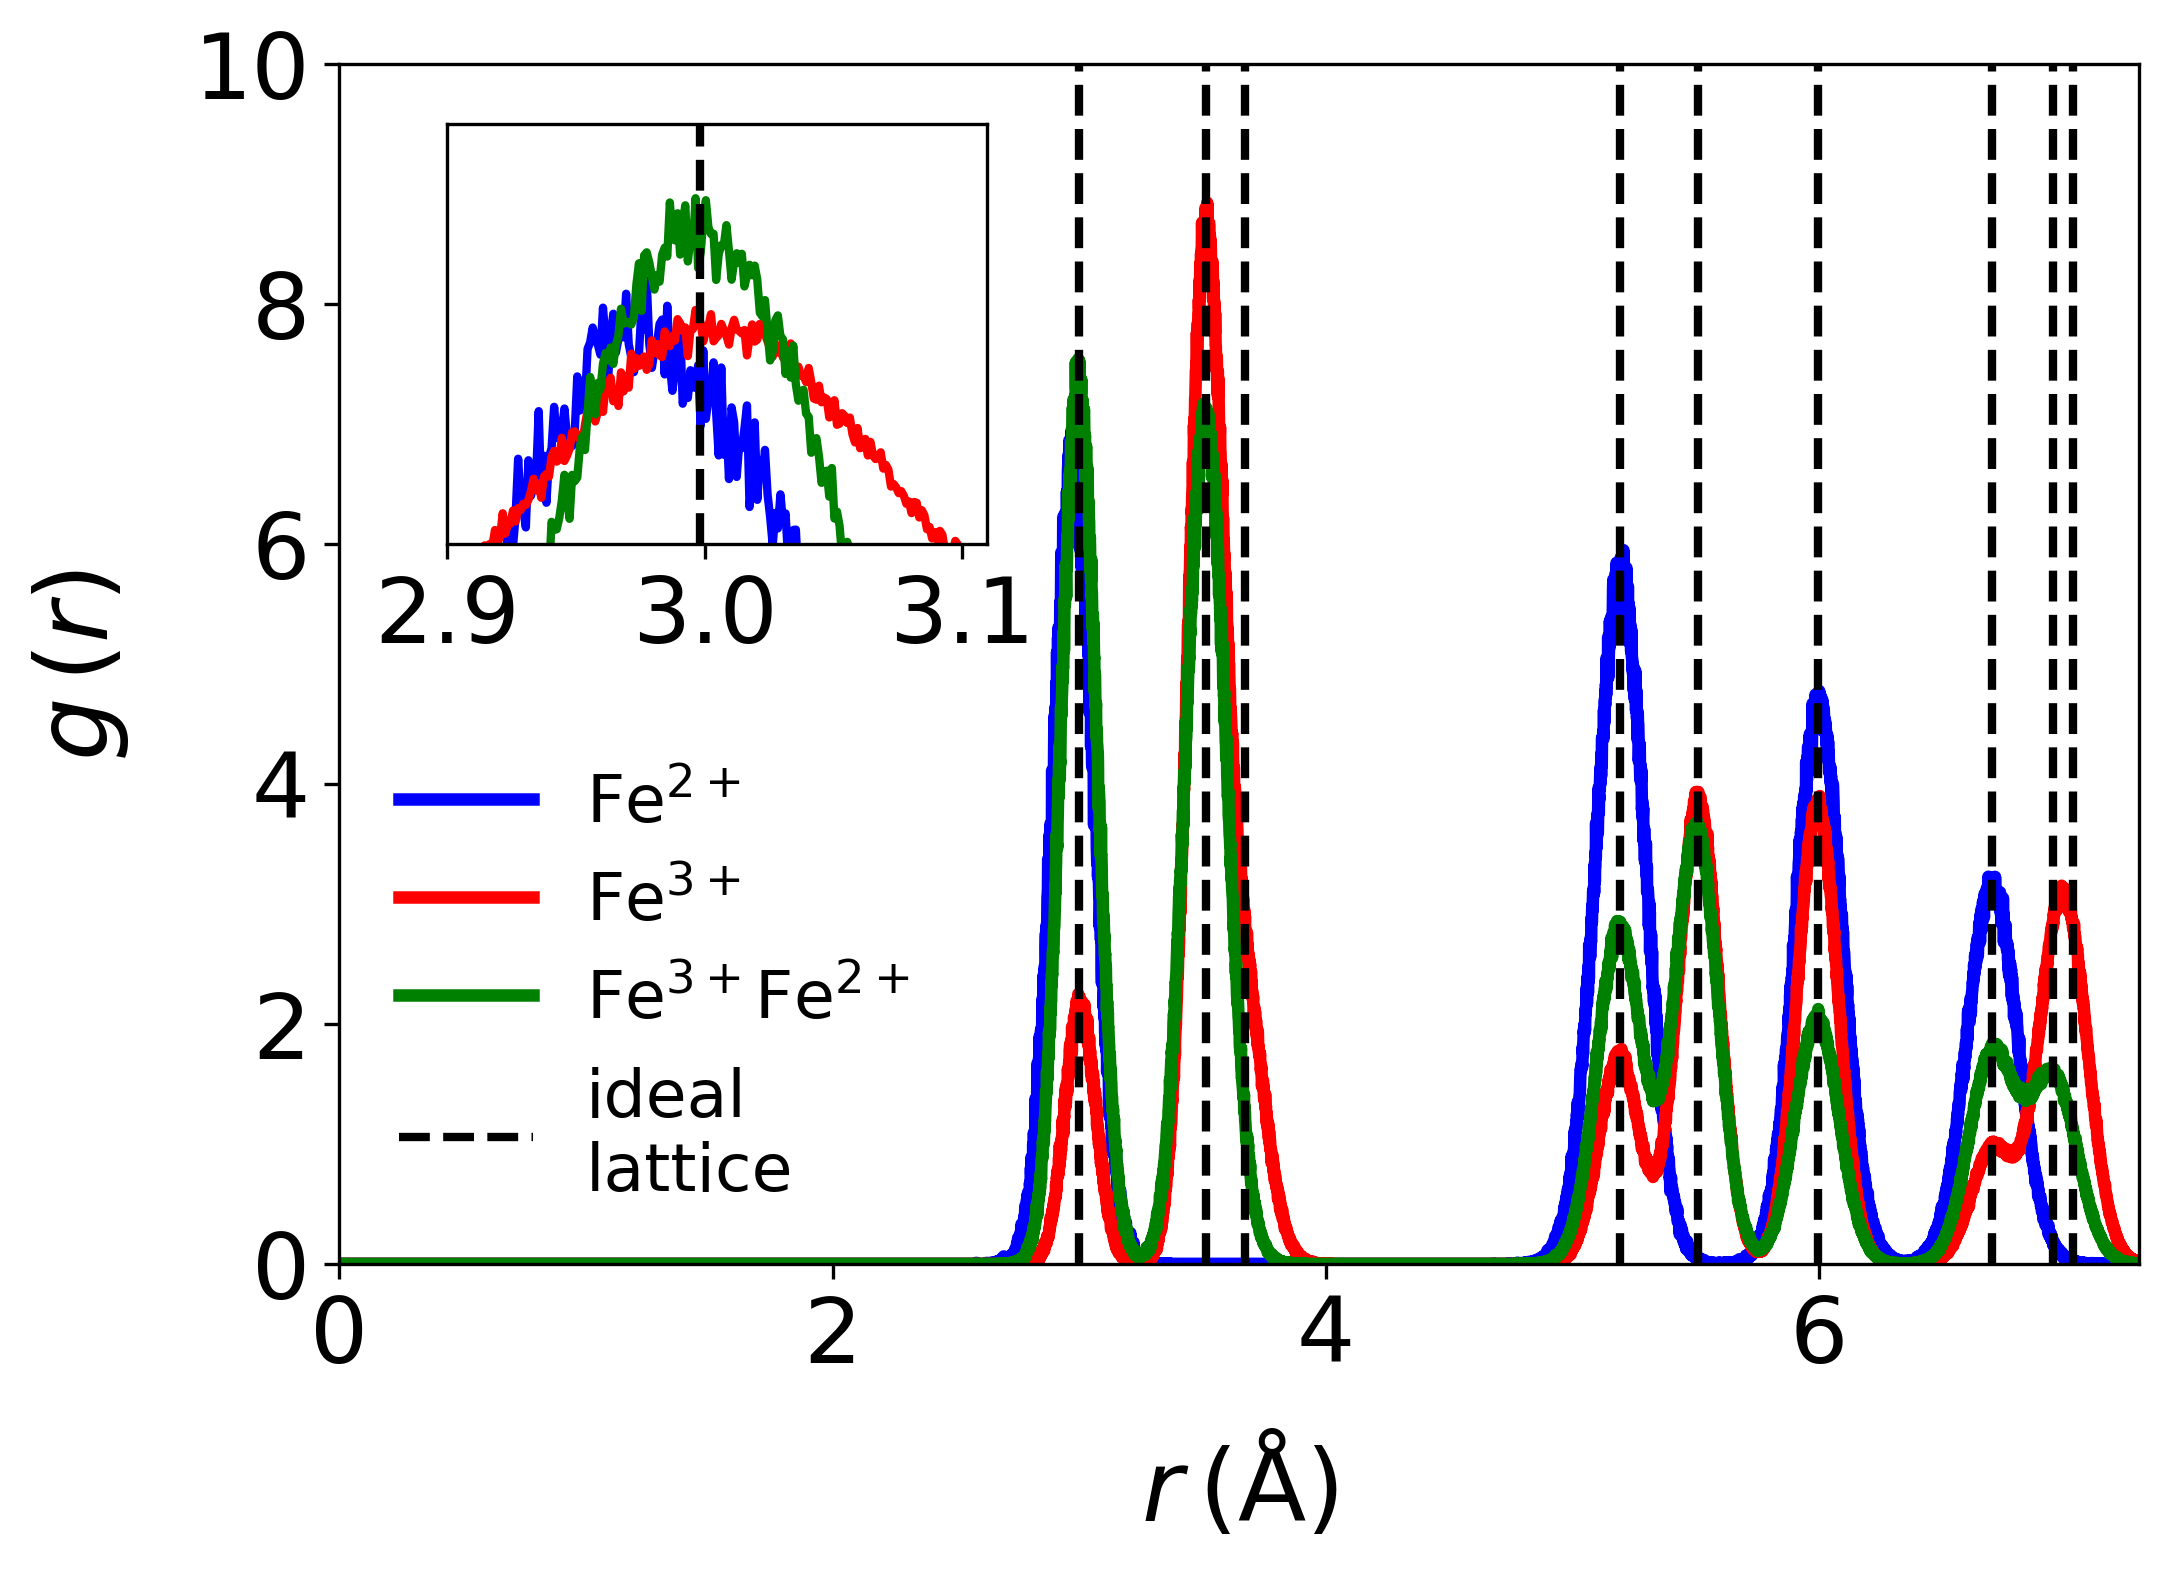 10
8
6
4
2
0
g (r)
2.9 3.0 3.1
Fe²⁺
Fe³⁺
Fe³⁺Fe²⁺
ideal
lattice
0 2 4 6
r (Å)